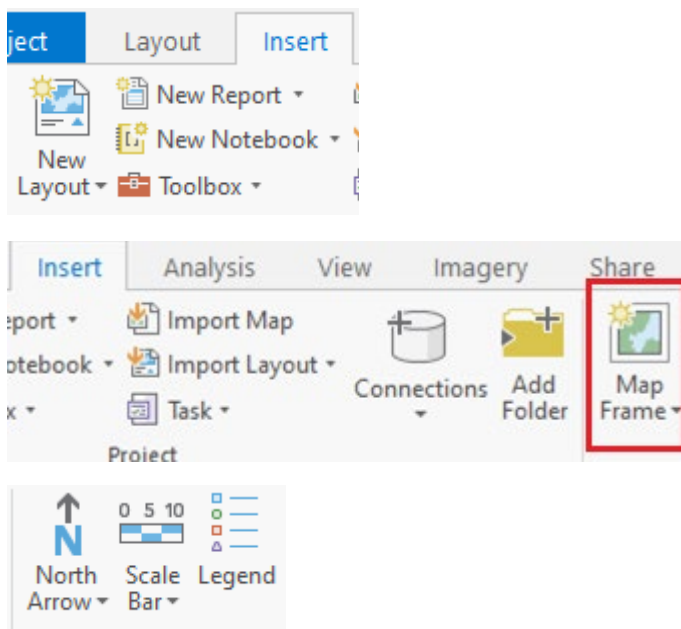 ject Layout Insert
New Report
New Notebook
New
Layout Toolbox
Insert Analysis View Imagery Share
eport Import Map
otebook Import Layout
Connections Add Map
x Task Folder Frame
Project
0 5 10
N
North Scale Legend
Arrow Bar